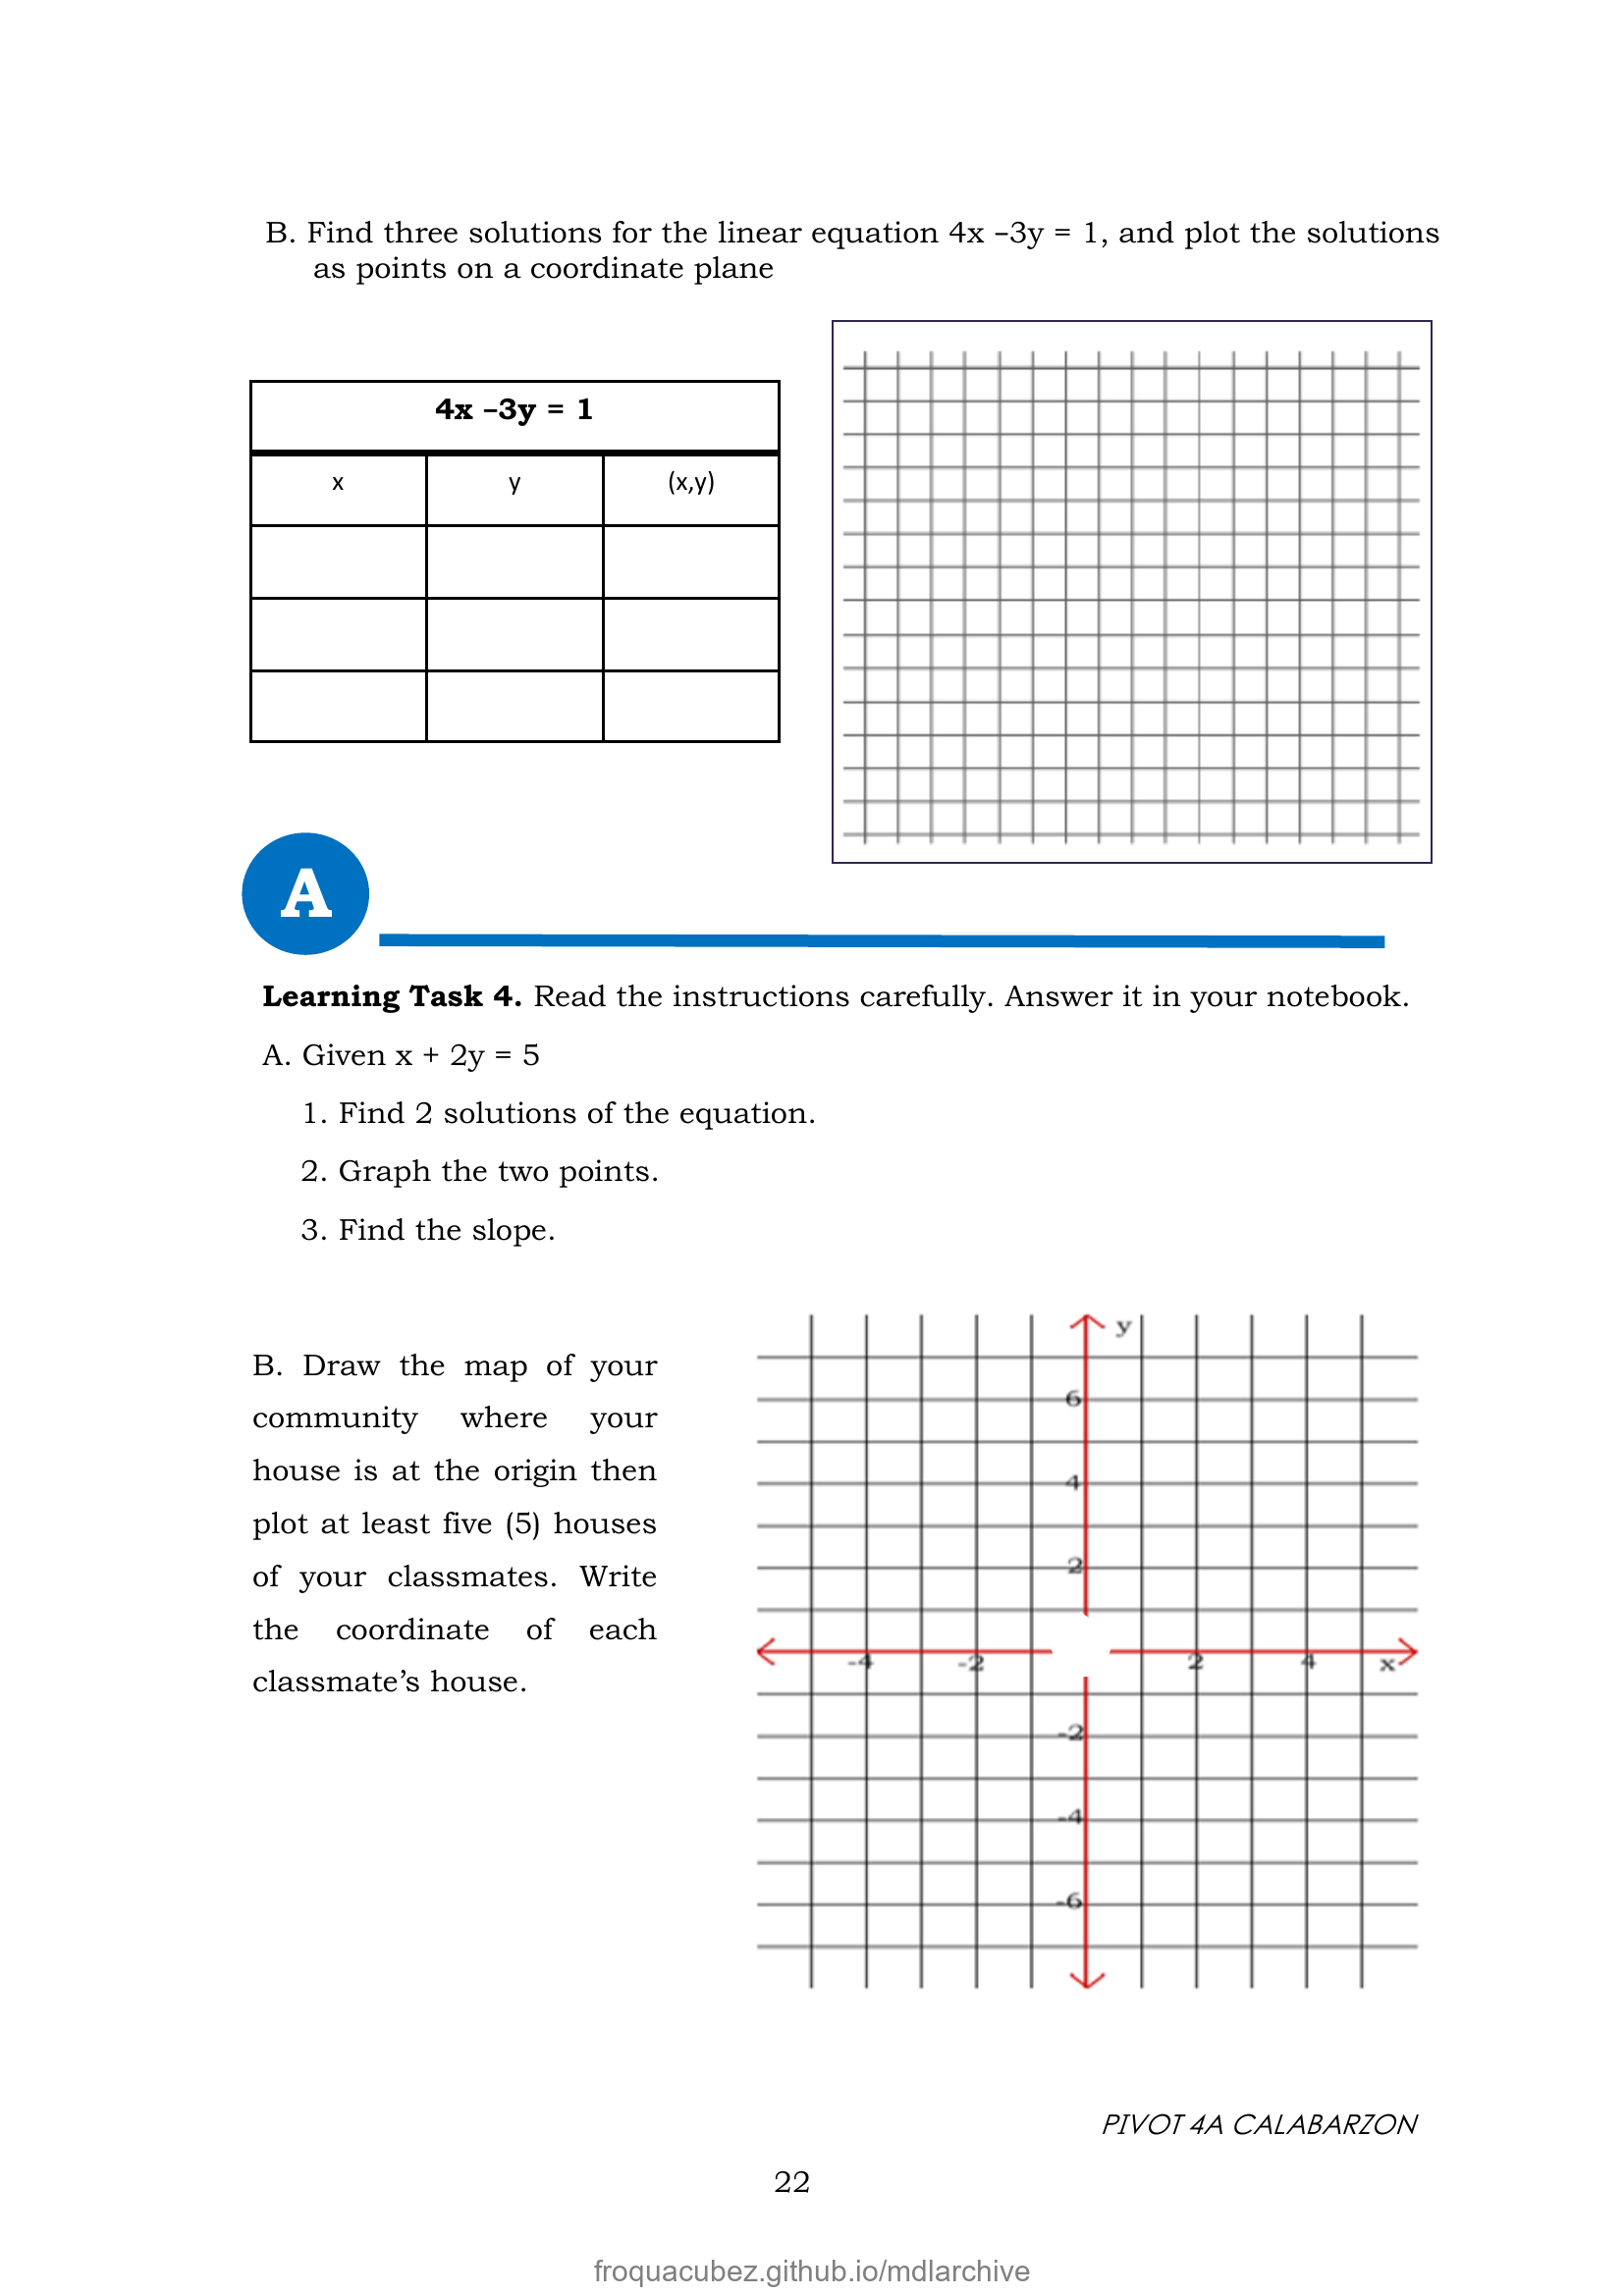 B. Find three solutions for the linear equation 4x –3y = 1, and plot the solutions
as points on a coordinate plane
4x –3y = 1
x y (x,y)
A
Learning Task 4. Read the instructions carefully. Answer it in your notebook.
A. Given x + 2y = 5
1. Find 2 solutions of the equation.
2. Graph the two points.
3. Find the slope.
B. Draw the map of your
community where your
house is at the origin then
plot at least five (5) houses
of your classmates. Write
the coordinate of each
classmate’s house.
y
6
4
2
-4 -2 2 4 x
-2
-4
-6
PIVOT 4A CALABARZON
22
froquacubez.github.io/mdlarchive